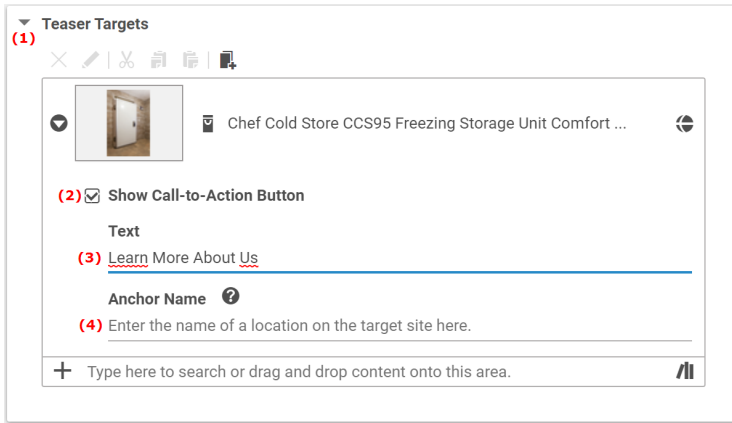 Teaser Targets
(1)
Chef Cold Store CCS95 Freezing Storage Unit Comfort ...
(2) Show Call-to-Action Button
Text
(3) Learn More About Us
Anchor Name ?
(4) Enter the name of a location on the target site here.
Type here to search or drag and drop content onto this area.